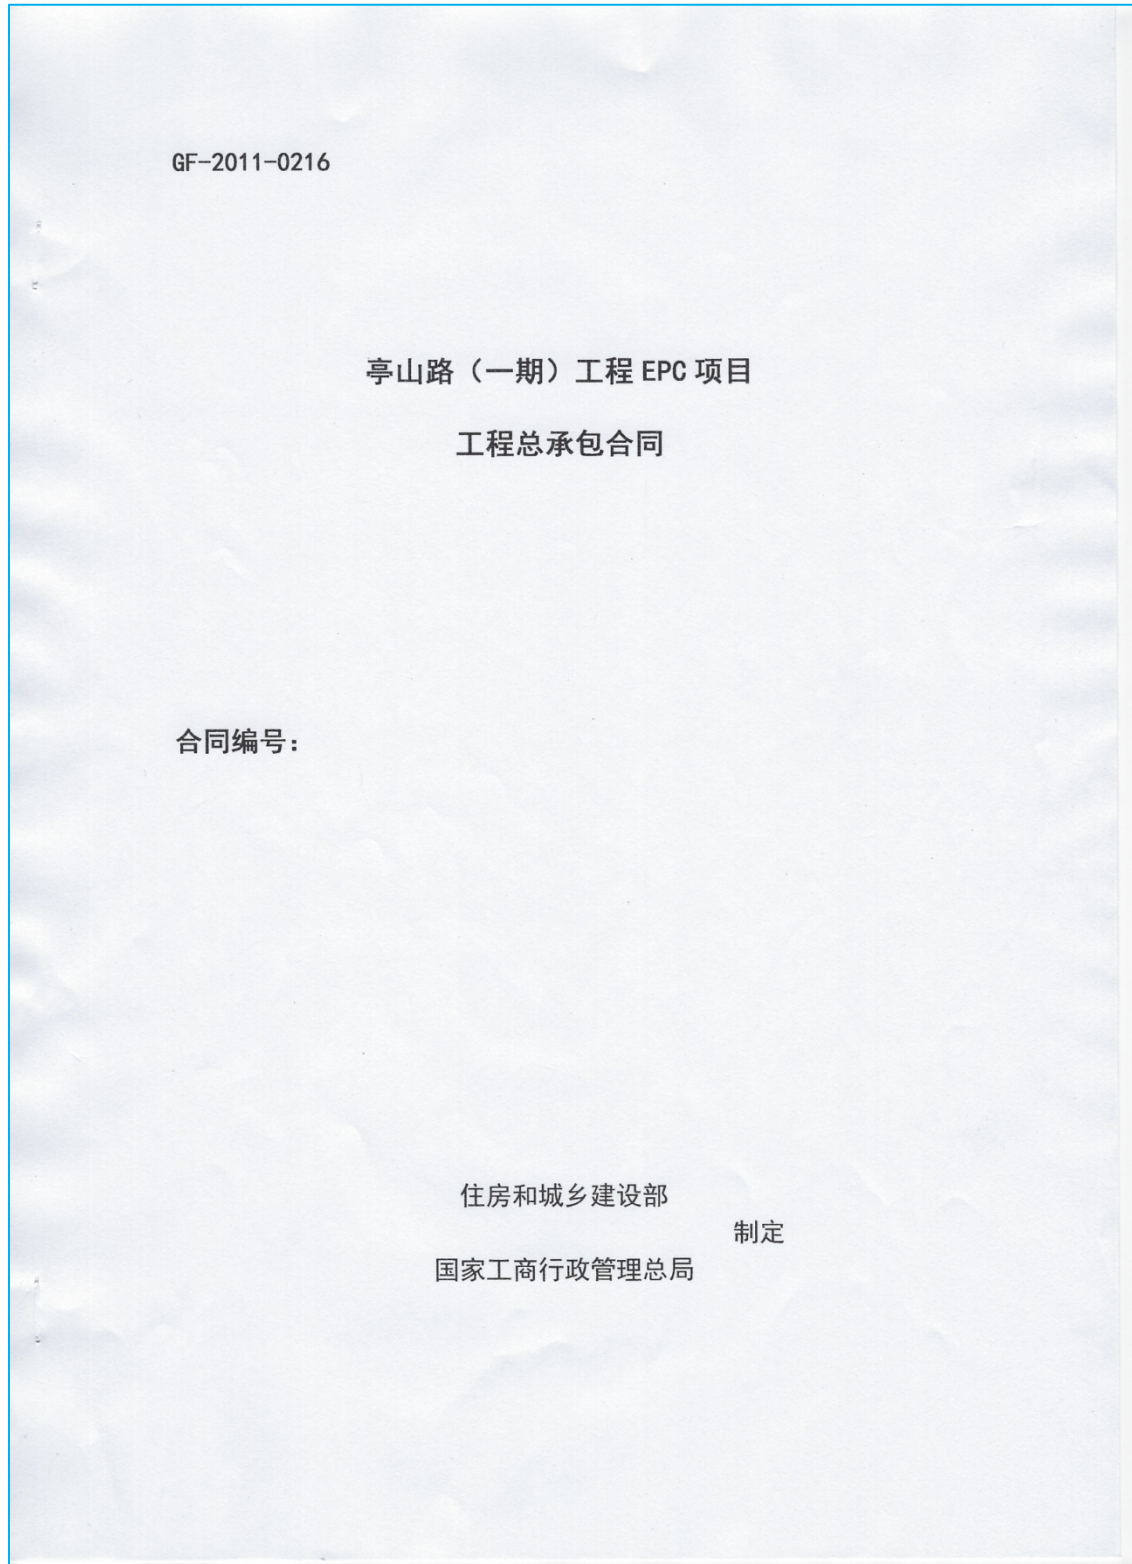 GF-2011-0216
亭山路（一期）工程 EPC 项目
工程总承包合同
合同编号：
住房和城乡建设部
制定
国家工商行政管理总局